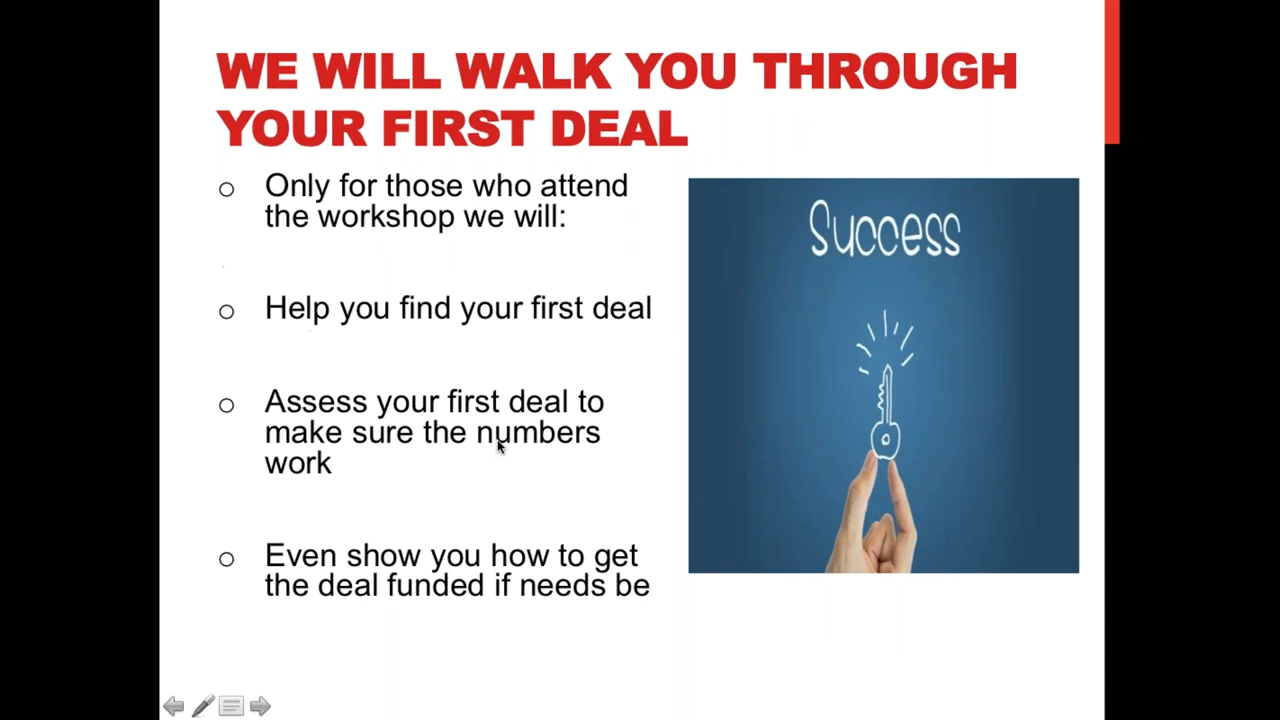 WE WILL WALK YOU THROUGH
YOUR FIRST DEAL
Only for those who attend
the workshop we will:
Help you find your first deal
Assess your first deal to
make sure the numbers
work
Even show you how to get
the deal funded if needs be
Success